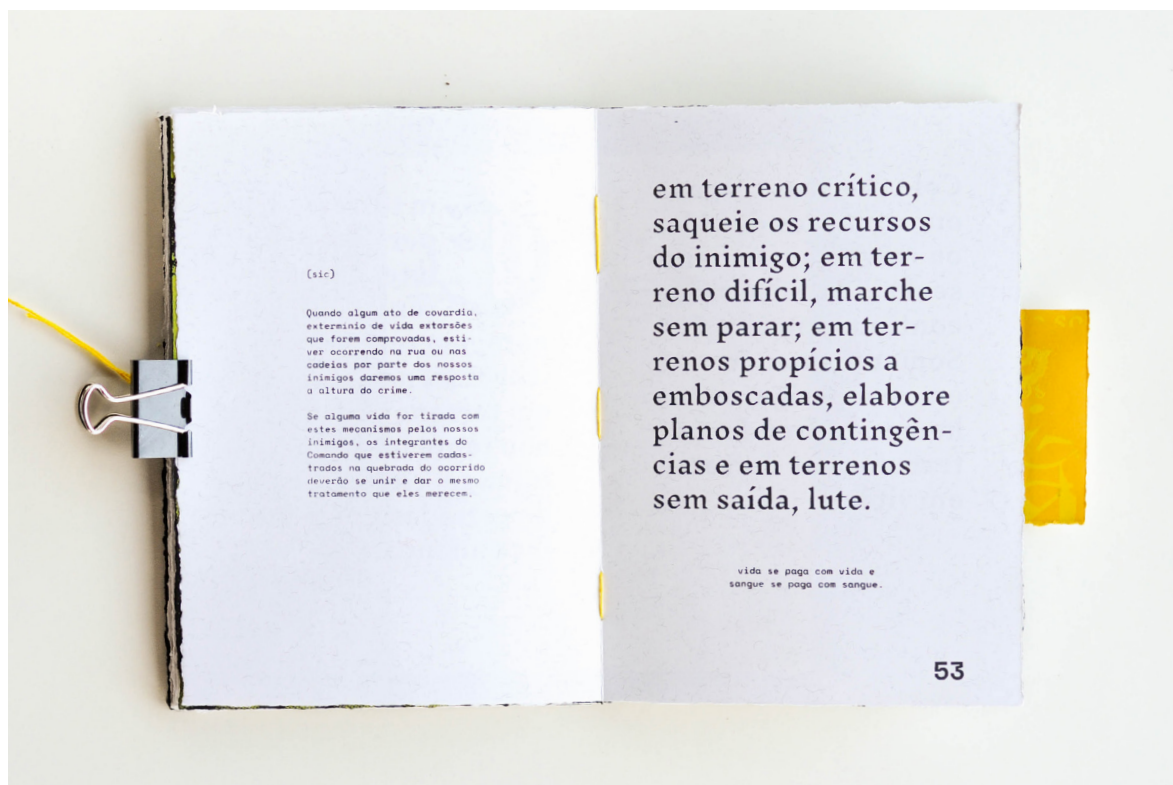 (sic)
Quando algum ato de covardia,
exterminio de vida extorsões
que forem comprovadas, esti-
ver ocorrendo na rua ou nas
cadeias por parte dos nossos
inimigos daremos uma resposta
a altura do crime.
Se alguma vida for tirada com
estes mecanismos pelos nossos
inimigos, os integrantes do
Comando que estiverem cadas-
trados na quebrada do ocorrido
deverão se unir e dar o mesmo
tratamento que eles merecem,
em terreno crítico,
saqueie os recursos
do inimigo; em ter-
reno difícil, marche
sem parar; em ter-
renos propícios a
emboscadas, elabore
planos de contingên-
cias e em terrenos
sem saída, lute.
vida se paga com vida e
sangue se paga com sangue.
53